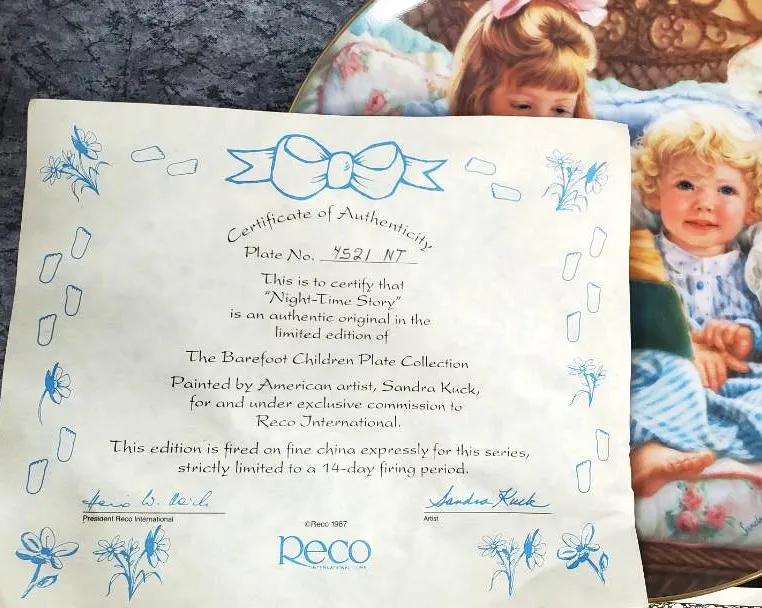 Certificate of Authenticity
Plate No. 4521 NT
This is to certify that
"Night-Time Story"
is an authentic original in the
limited edition of
The Barefoot Children Plate Collection
Painted by American artist, Sandra Kuck,
for and under exclusive commission to
Reco International.
This edition is fired on fine china expressly for this series,
strictly limited to a 14-day firing period.
Sandra Kuck
President Reco International
Artist
©Reco 1987
Reco
INTERNATIONAL CORP.